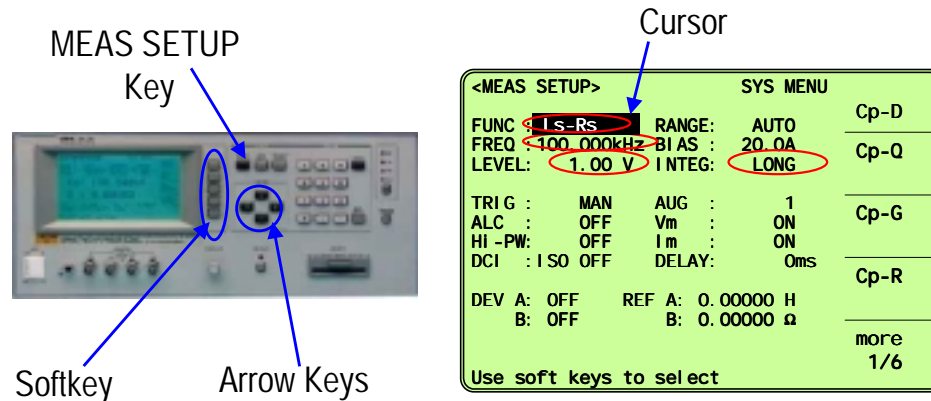 Cursor
MEAS SETUP
Key
<MEAS SETUP> SYS MENU
FUNC : Ls-Rs RANGE: AUTO
FREQ : 100.000kHz BIAS : 20.0A
LEVEL: 1.00 V INTEG: LONG
TRIG : MAN AUG : 1
ALC : OFF Vm : ON
HI-PW: OFF Im : ON
DCI :ISO OFF DELAY: 0ms
DEV A: OFF REF A: 0.00000 H
B: OFF B: 0.00000 Ω
Use soft keys to select
Cp-D
Cp-Q
Cp-G
Cp-R
more
1/6
Softkey
Arrow Keys